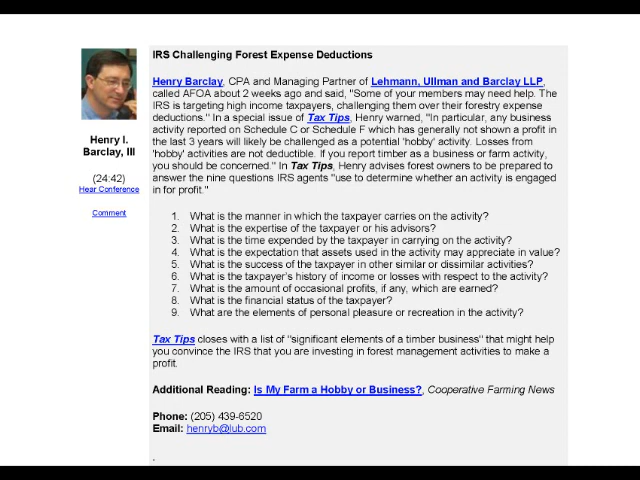 Henry I.
Barclay, III
(24:42)
Hear Conference
Comment
IRS Challenging Forest Expense Deductions
Henry Barclay, CPA and Managing Partner of Lehmann, Ullman and Barclay LLP,
called AFOA about 2 weeks ago and said, "Some of your members may need help. The
IRS is targeting high income taxpayers, challenging them over their forestry expense
deductions." In a special issue of Tax Tips, Henry warned, "In particular, any business
activity reported on Schedule C or Schedule F which has generally not shown a profit in
the last 3 years will likely be challenged as a potential 'hobby' activity. Losses from
'hobby' activities are not deductible. If you report timber as a business or farm activity,
you should be concerned." In Tax Tips, Henry advises forest owners to be prepared to
answer the nine questions IRS agents "use to determine whether an activity is engaged
in for profit."
1. What is the manner in which the taxpayer carries on the activity?
2. What is the expertise of the taxpayer or his advisors?
3. What is the time expended by the taxpayer in carrying on the activity?
4. What is the expectation that assets used in the activity may appreciate in value?
5. What is the success of the taxpayer in other similar or dissimilar activities?
6. What is the taxpayer's history of income or losses with respect to the activity?
7. What is the amount of occasional profits, if any, which are earned?
8. What is the financial status of the taxpayer?
9. What are the elements of personal pleasure or recreation in the activity?
Tax Tips closes with a list of "significant elements of a timber business" that might help
you convince the IRS that you are investing in forest management activities to make a
profit.
Additional Reading: Is My Farm a Hobby or Business?, Cooperative Farming News
Phone: (205) 439-6520
Email: henryb@lub.com
.